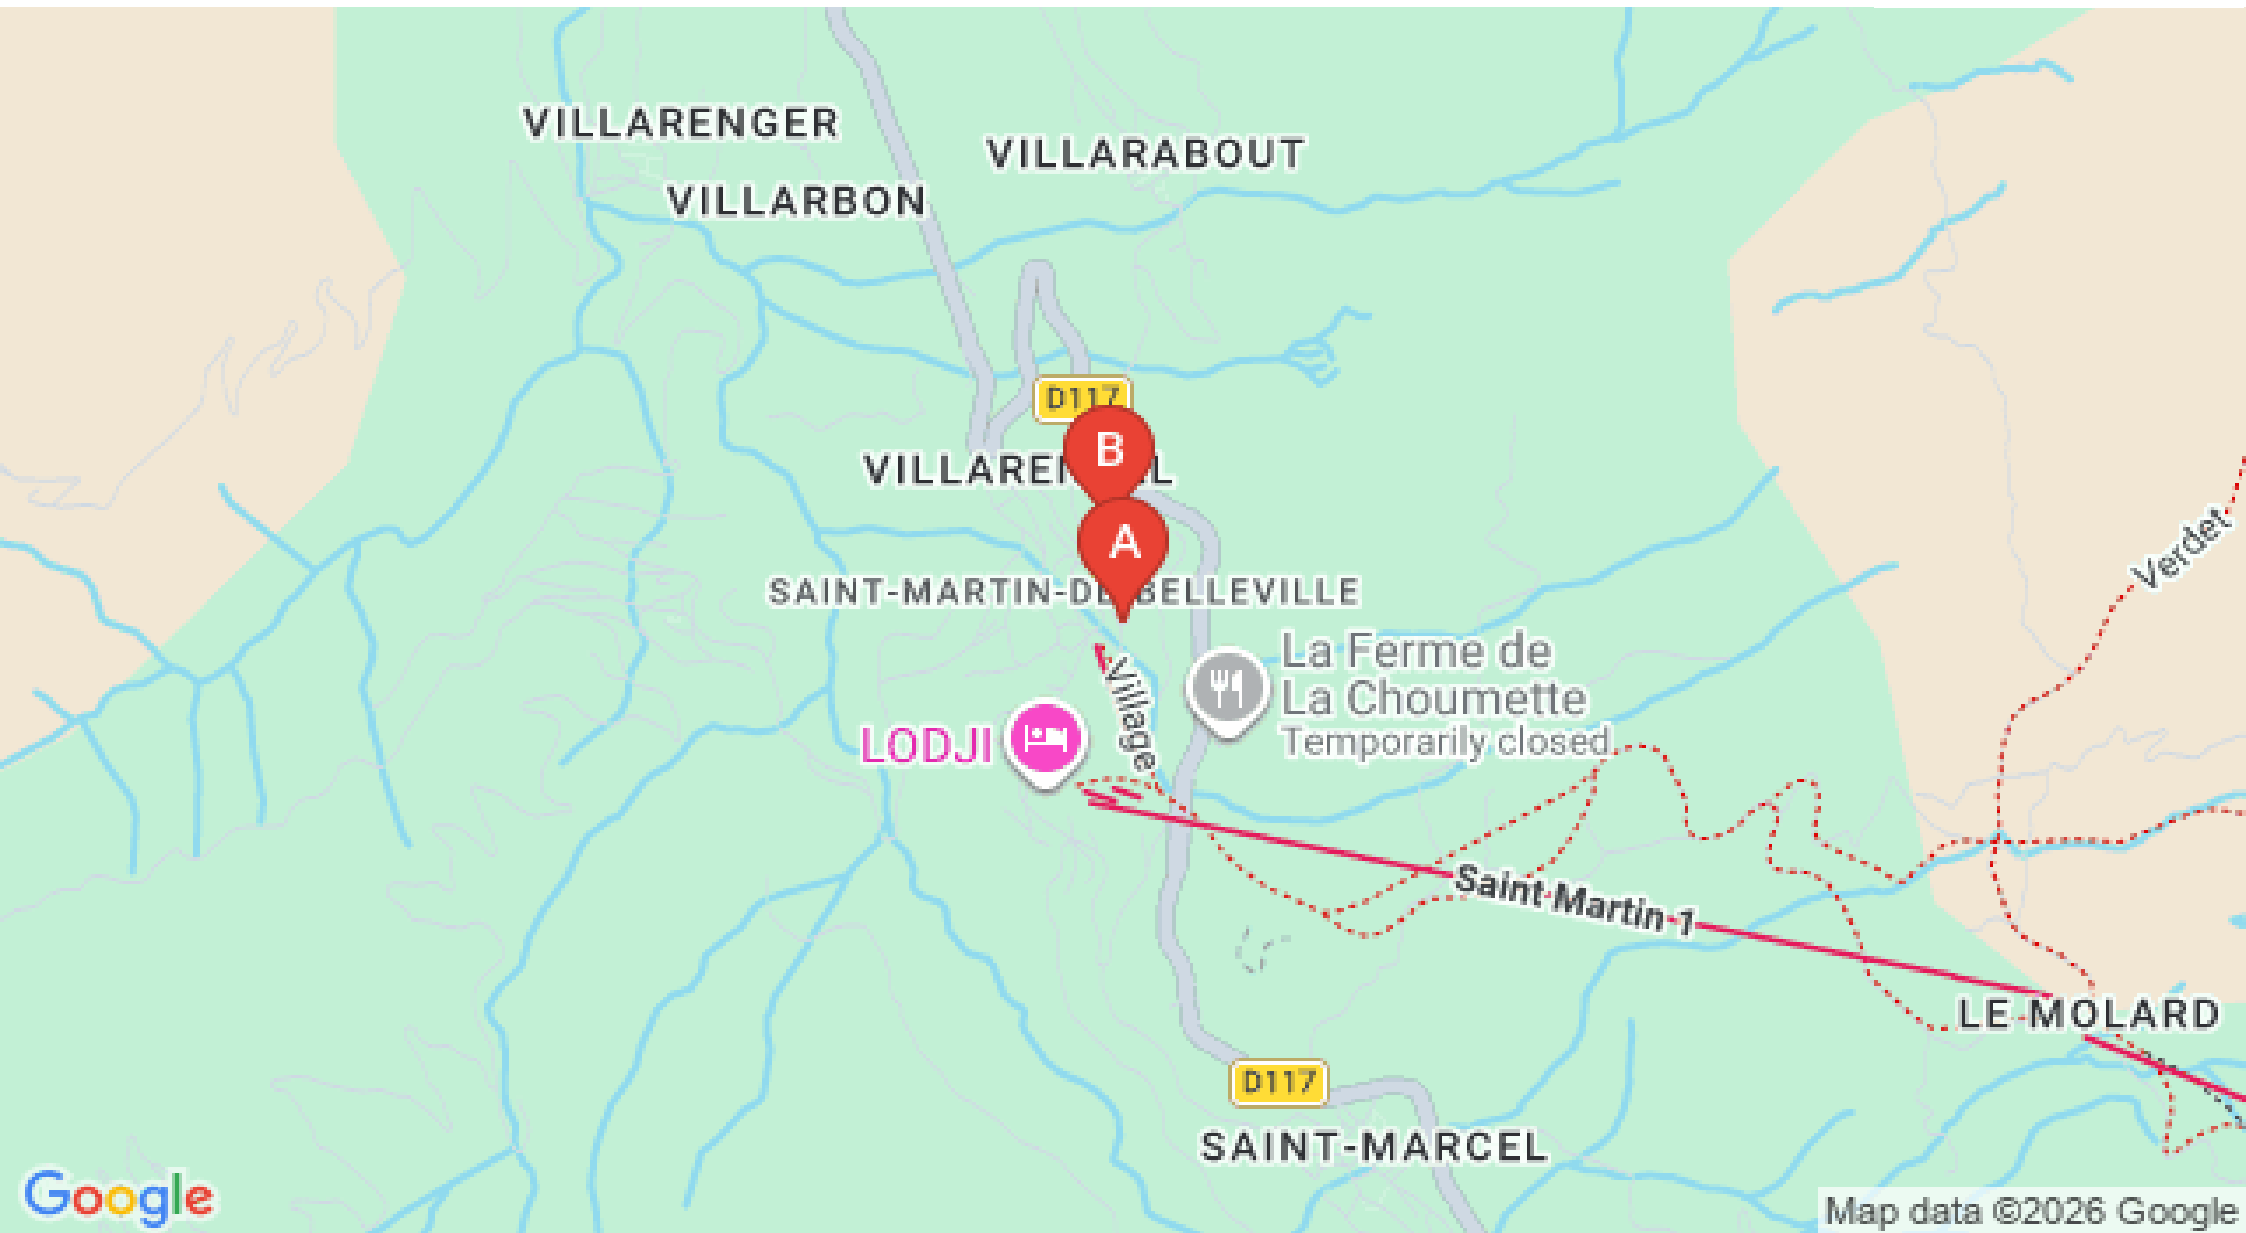 VILLARENGER
VILLARABOUT
VILLARBON
D117
B
A
SAINT-MARTIN-DE-BELLEVILLE
Verdet
La Ferme de
La Choumette
Temporarily closed
Village
LODJI
Saint Martin 1
LE MOLARD
D117
SAINT-MARCEL
Google
Map data ©2026 Google